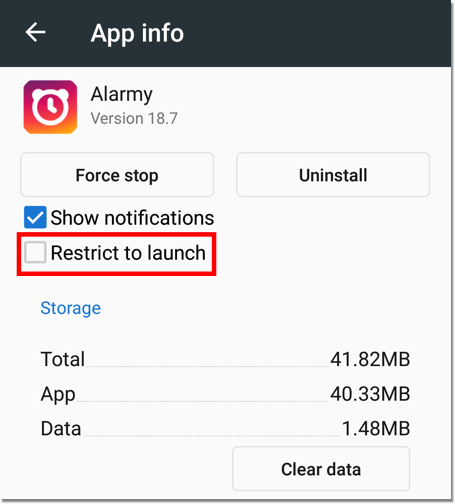 App info
Alarmy
Version 18.7
Force stop Uninstall
Show notifications
Restrict to launch
Storage
Total 41.82MB
App 40.33MB
Data 1.48MB
Clear data